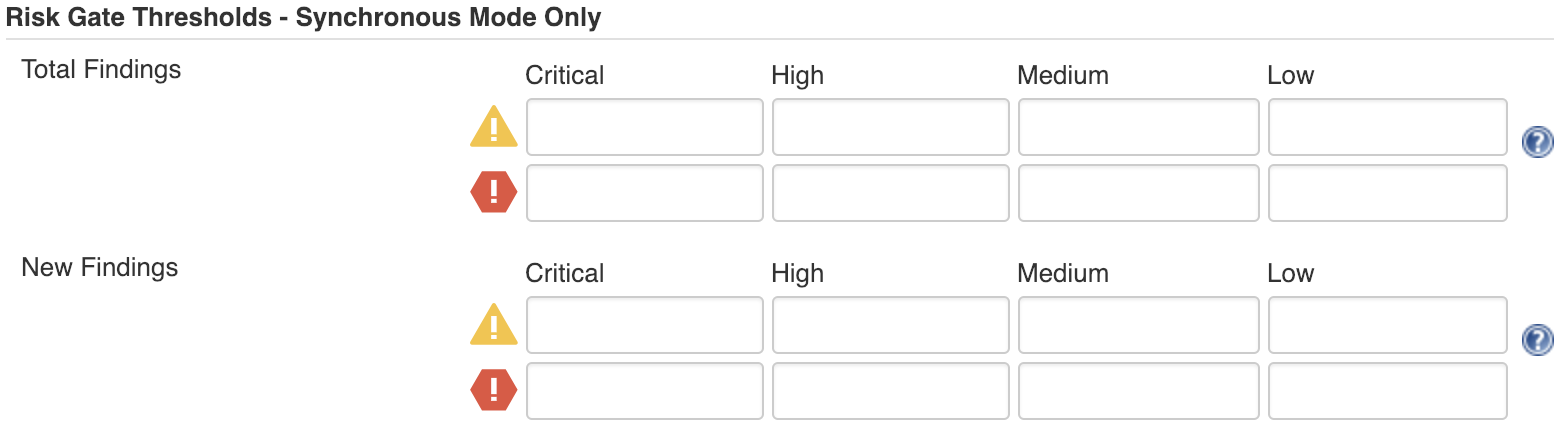 Risk Gate Thresholds - Synchronous Mode Only
Total Findings
Critical High Medium Low
!
?
!
New Findings
Critical High Medium Low
!
?
!